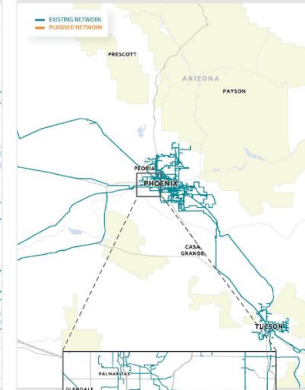 EXISTING NETWORK
PLANNED NETWORK
PRESCOTT
ARIZONA
PAYSON
PEORIA
PHOENIX
CASA
GRANDE
TUCSON
PALMARITAS
GLENDALE